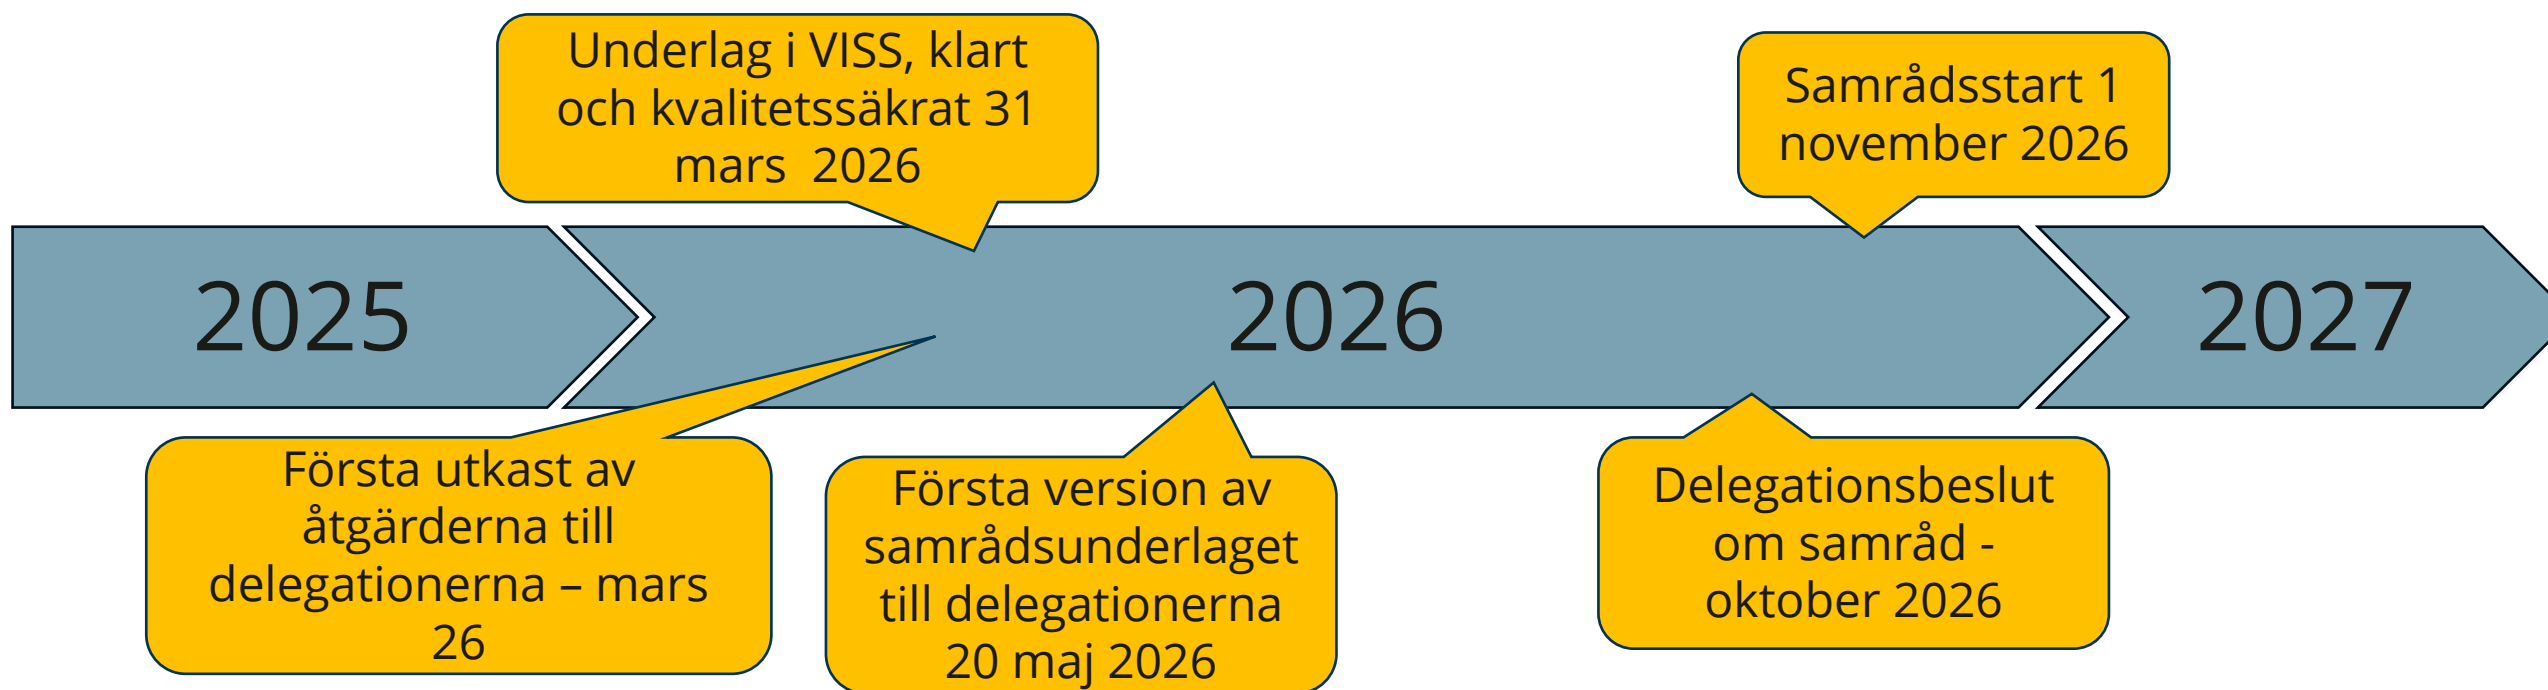 Underlag i VISS, klart
och kvalitetssäkrat 31
mars  2026
Samrådsstart 1
november 2026
2025
2026
2027
Första utkast av
åtgärderna till
delegationerna – mars
26
Första version av
samrådsunderlaget
till delegationerna
20 maj 2026
Delegationsbeslut
om samråd -
oktober 2026